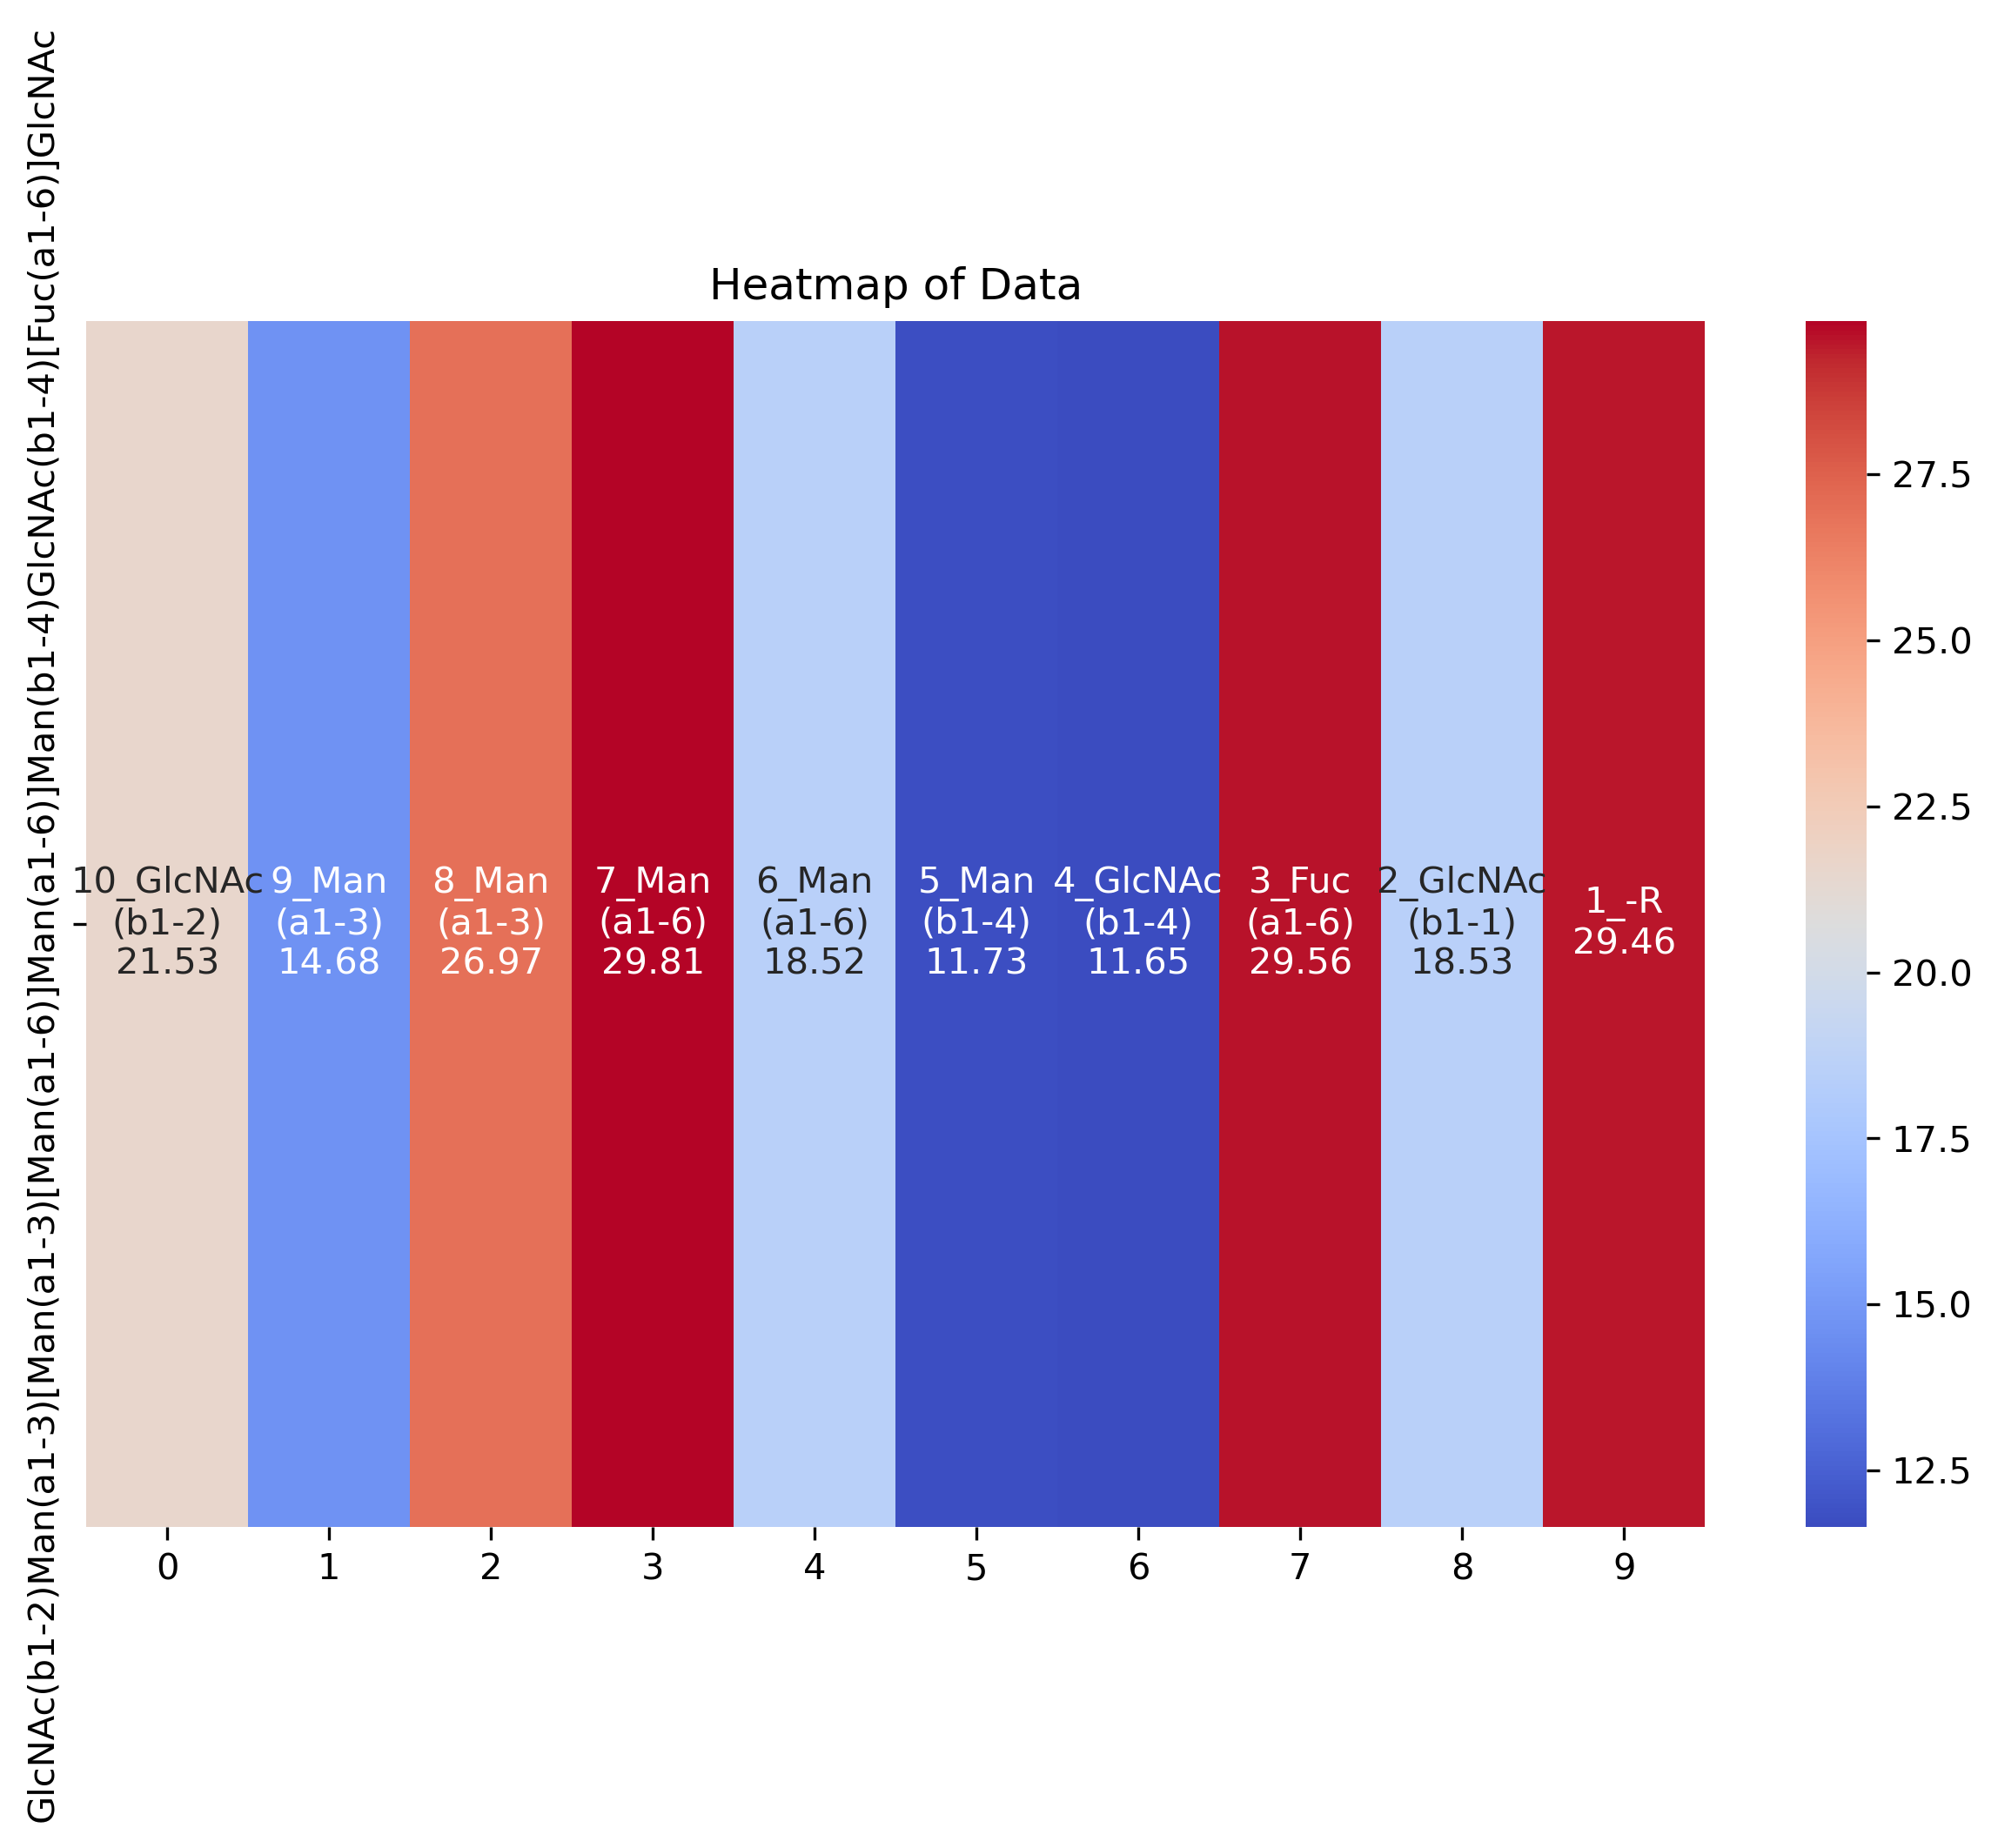 Heatmap of Data
GlcNAc(b1-2)Man(a1-3)[Man(a1-3)[Man(a1-6)]Man(a1-6)]Man(b1-4)GlcNAc(b1-4)[Fuc(a1-6)]GlcNAc
10_GlcNAc
(b1-2)
21.53
9_Man
(a1-3)
14.68
8_Man
(a1-3)
26.97
7_Man
(a1-6)
29.81
6_Man
(a1-6)
18.52
5_Man
(b1-4)
11.73
4_GlcNAc
(b1-4)
11.65
3_Fuc
(a1-6)
29.56
2_GlcNAc
(b1-1)
18.53
1_-R
29.46
0 1 2 3 4 5 6 7 8 9
27.5
25.0
22.5
20.0
17.5
15.0
12.5